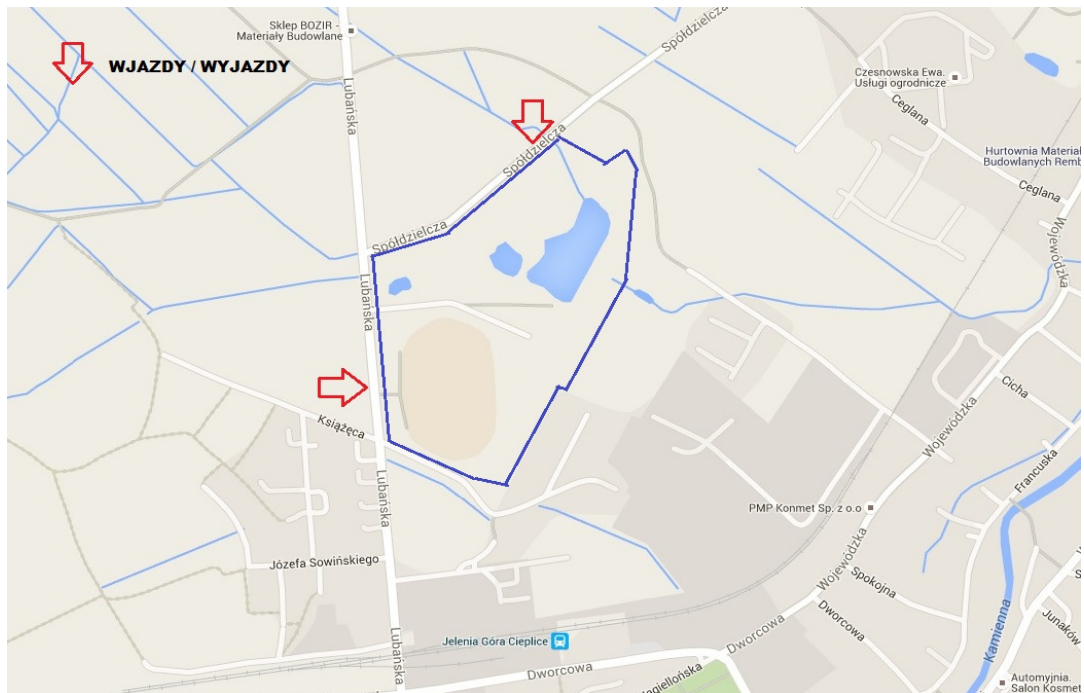 Sklep BOZIR -
Materiały Budowlane
WJAZDY / WYJAZDY
Lubańska
Spółdzielcza
Spółdzielcza
Spółdzielcza
Czesnowska Ewa.
Usługi ogrodnicze
Ceglana
Hurtownia Materiał
Budowlanych Remb
Ceglana
Wojewódzka
Lubańska
Książęca
Cicha
Wojewódzka
Francuska
Lubańska
PMP Konmet Sp. z o.o
Józefa Sowińskiego
Wojewódzka
Spokojna
Dworcowa
Junaków
Kamienna
Jelenia Góra Cieplice
Lubańska
Dworcowa
Dworcowa
Automyjnia.
Salon Kosmet